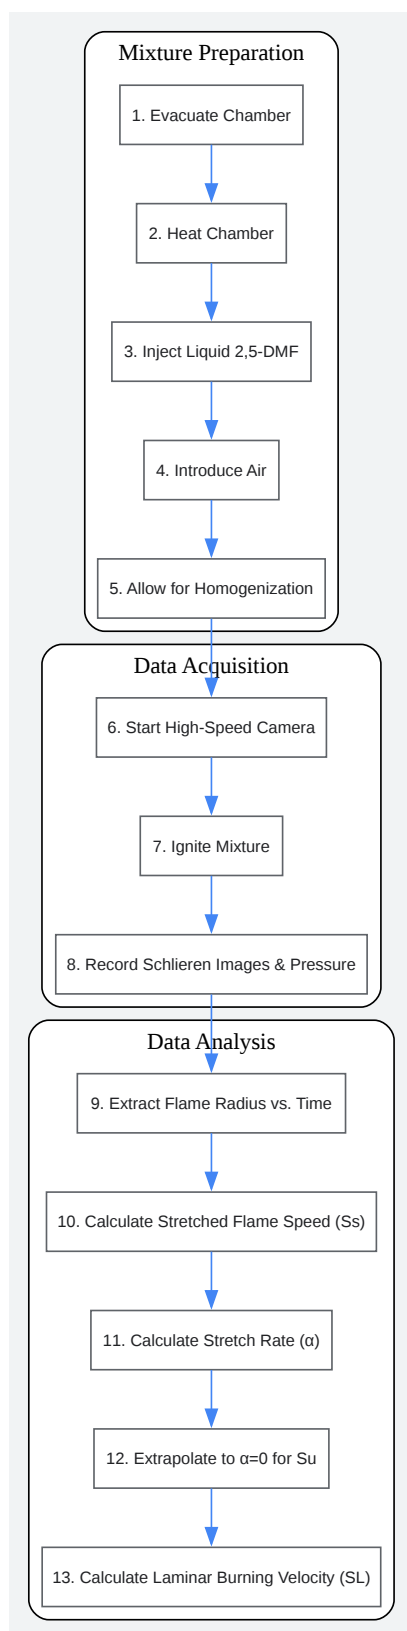 Mixture Preparation
1. Evacuate Chamber
2. Heat Chamber
3. Inject Liquid 2,5-DMF
4. Introduce Air
5. Allow for Homogenization
Data Acquisition
6. Start High-Speed Camera
7. Ignite Mixture
8. Record Schlieren Images & Pressure
Data Analysis
9. Extract Flame Radius vs. Time
10. Calculate Stretched Flame Speed (Ss)
11. Calculate Stretch Rate (α)
12. Extrapolate to α=0 for Su
13. Calculate Laminar Burning Velocity (SL)